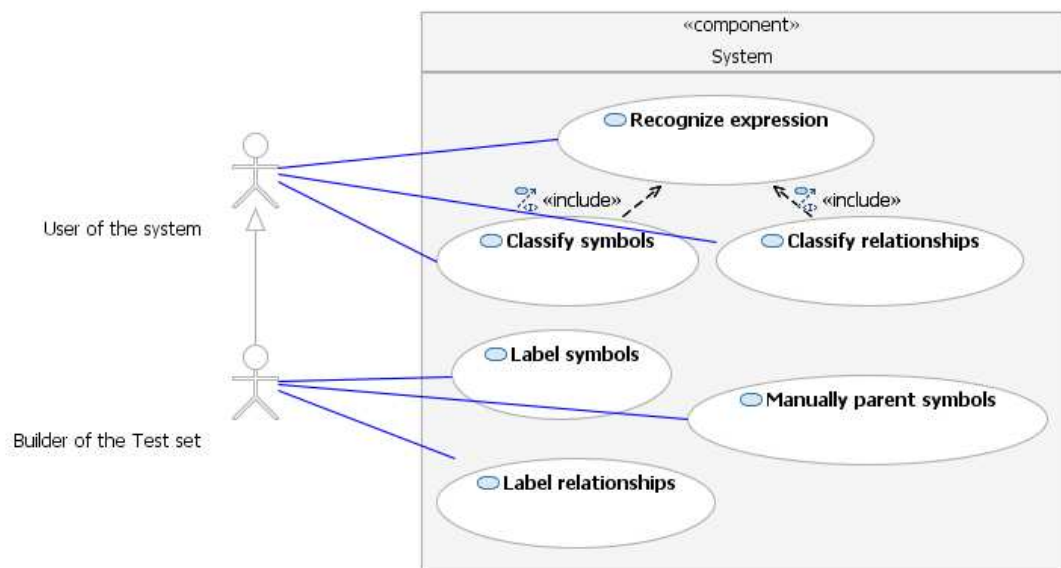 «component»
System
Recognize expression
«include» «include»
User of the system
Classify symbols Classify relationships
Label symbols
Manually parent symbols
Builder of the Test set
Label relationships